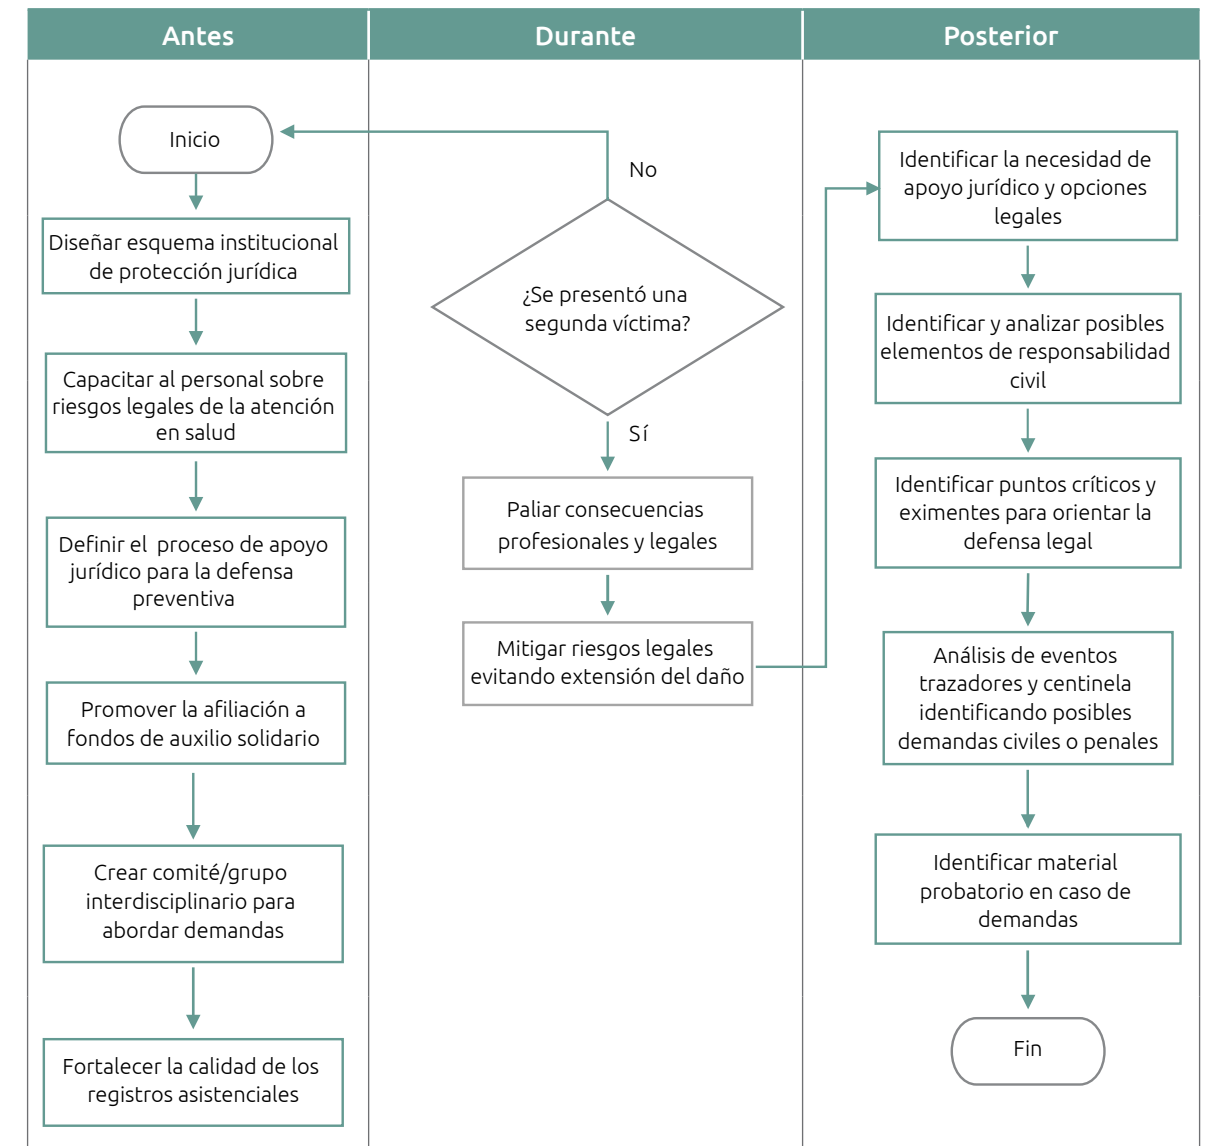 Antes
Durante
Posterior
Inicio
Diseñar esquema institucional
de protección jurídica
Capacitar al personal sobre
riesgos legales de la atención
en salud
Definir el proceso de apoyo
jurídico para la defensa
preventiva
Promover la afiliación a
fondos de auxilio solidario
Crear comité/grupo
interdisciplinario para
abordar demandas
Fortalecer la calidad de los
registros asistenciales
No
¿Se presentó una
segunda víctima?
Sí
Paliar consecuencias
profesionales y legales
Mitigar riesgos legales
evitando extensión del daño
Identificar la necesidad de
apoyo jurídico y opciones
legales
Identificar y analizar posibles
elementos de responsabilidad
civil
Identificar puntos críticos y
eximentes para orientar la
defensa legal
Análisis de eventos
trazadores y centinela
identificando posibles
demandas civiles o penales
Identificar material
probatorio en caso de
demandas
Fin